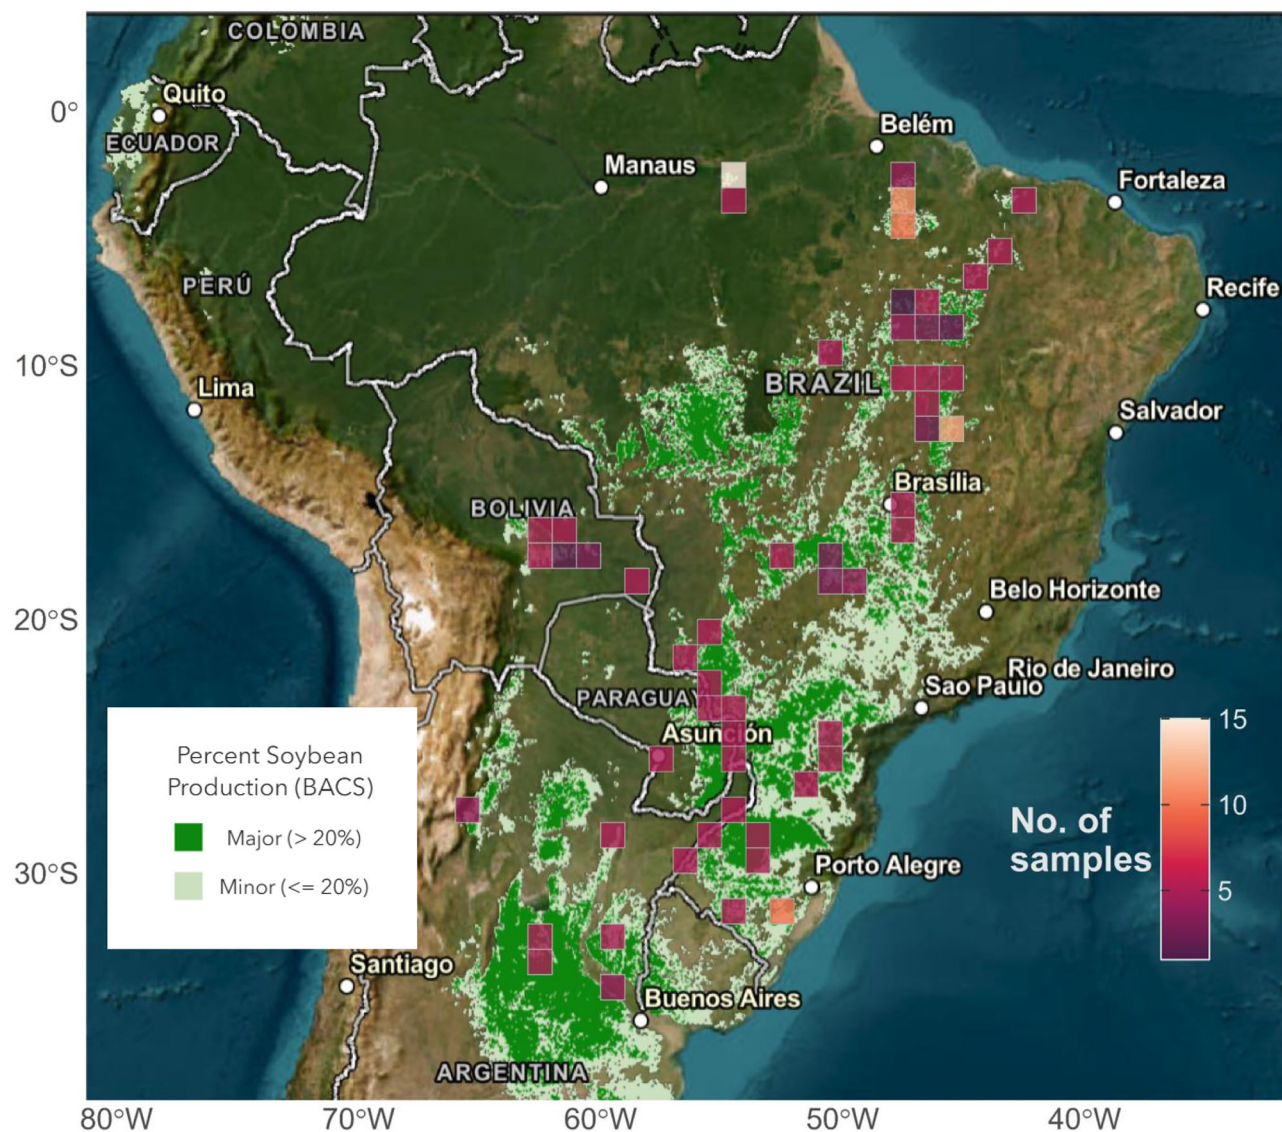 COLOMBIA
Quito
0°
ECUADOR
Belém
Manaus
Fortaleza
PERÚ
Recife
10°S
Lima
BRAZIL
Salvador
Brasília
BOLIVIA
Belo Horizonte
20°S
Rio de Janeiro
Sao Paulo
PARAGUAY
Asunción
Percent Soybean
Production (BACS)
Major (> 20%)
Minor (<= 20%)
15
10
5
No. of
samples
Porto Alegre
30°S
Santiago
Buenos Aires
ARGENTINA
80°W
70°W
60°W
50°W
40°W